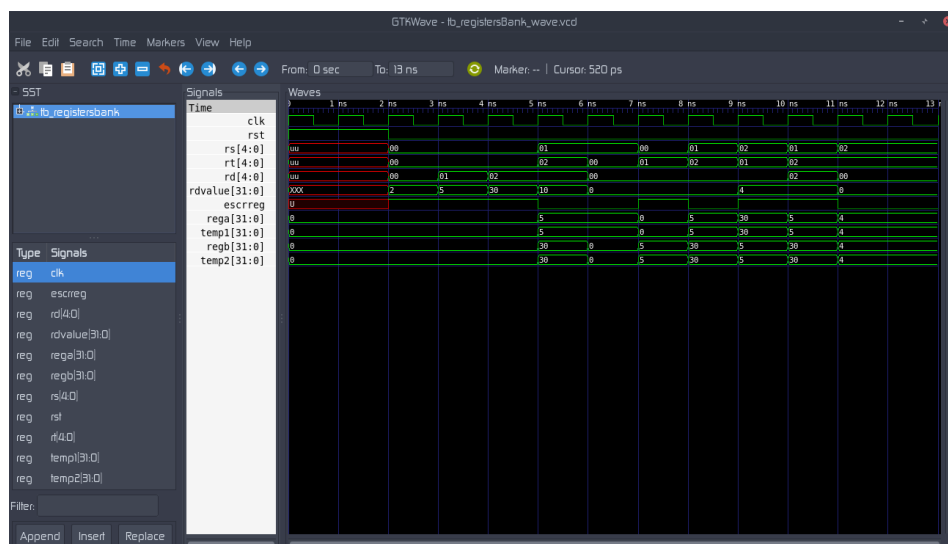 GTKWave - tb_registersBank_wave.vcd
File Edit Search Time Markers View Help
From: 0 sec To: 13 ns Marker: -- | Cursor: 520 ps
SST
tb_registersbank
Type Signals
reg clk
reg escrreg
reg rd[4:0]
reg rdvalue[31:0]
reg rega[31:0]
reg regb[31:0]
reg rs[4:0]
reg rst
reg rt[4:0]
reg temp1[31:0]
reg temp2[31:0]
Filter:
Append Insert Replace
Signals
Time
clk
rst
rs[4:0]
rt[4:0]
rd[4:0]
rdvalue[31:0]
escrreg
rega[31:0]
temp1[31:0]
regb[31:0]
temp2[31:0]
Waves
1 ns 2 ns 3 ns 4 ns 5 ns 6 ns 7 ns 8 ns 9 ns 10 ns 11 ns 12 ns 13
uu 00 01 00 01 02 01 02
uu 00 02 00 01 02 01 02
uu 00 01 02 00 02 00
XXX 2 5 30 10 0 4 0
U
0 5 0 5 30 5 4
0 5 0 5 30 5 4
0 30 0 5 30 5 30 4
0 30 0 5 30 5 30 4